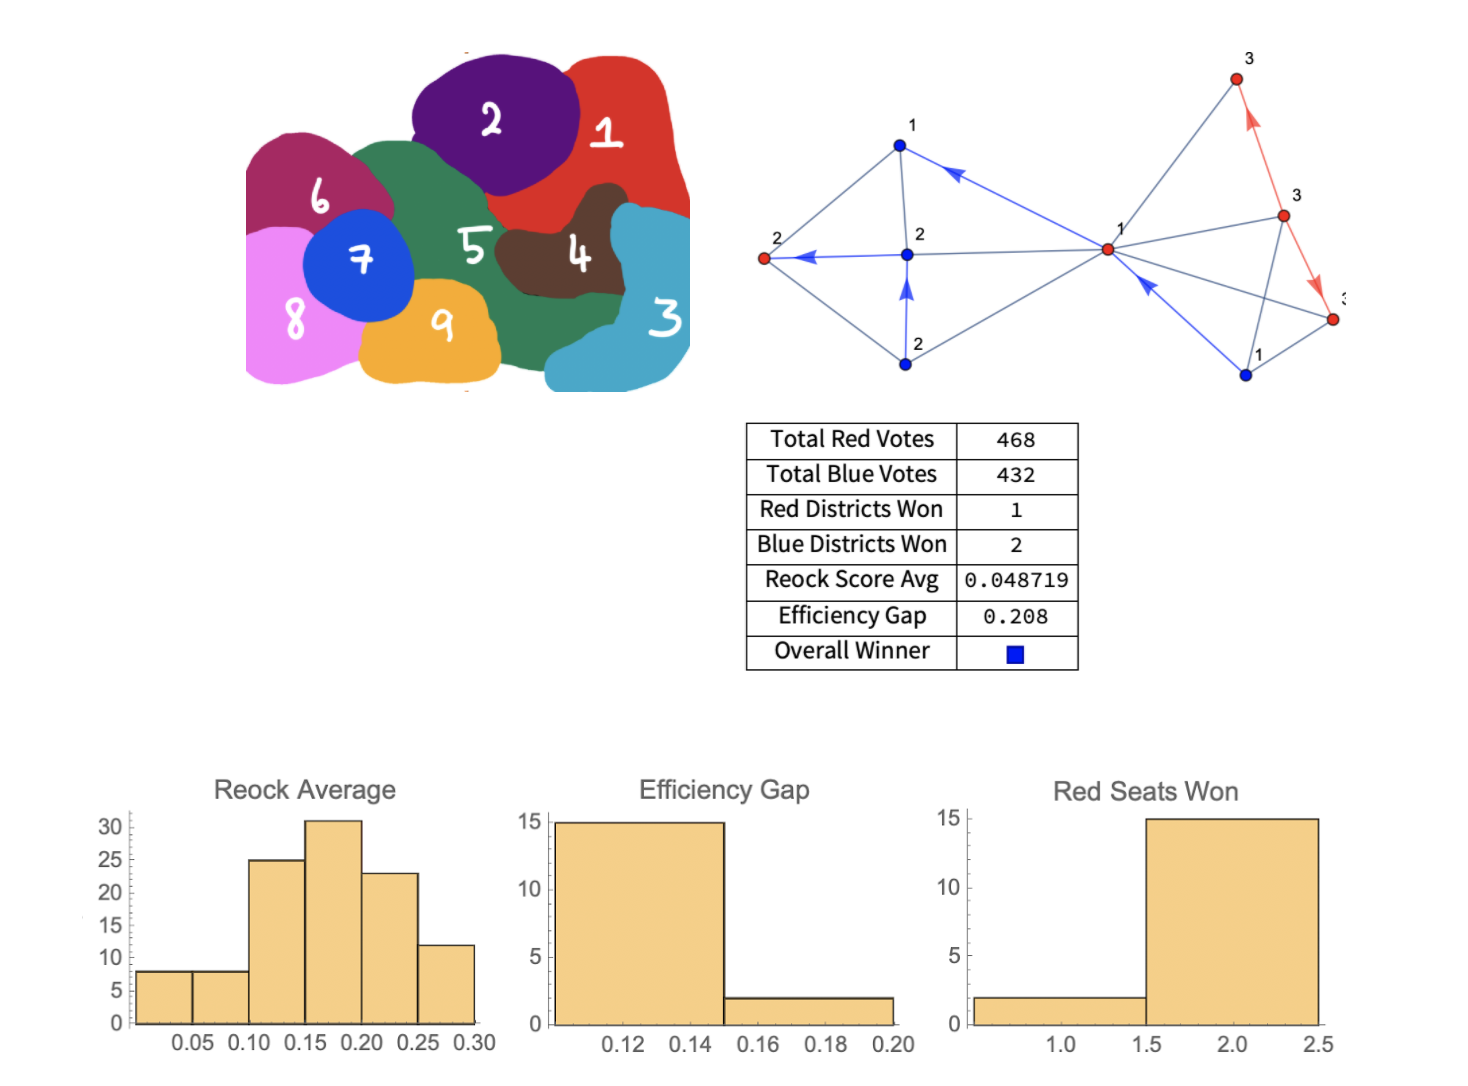 2
1
6
5
7
4
8
9
3
3
1
3
2
2
1
3
2
1
Total Red Votes 468
Total Blue Votes 432
Red Districts Won 1
Blue Districts Won 2
Reock Score Avg 0.048719
Efficiency Gap 0.208
Overall Winner
Reock Average
30
25
20
15
10
5
0
0.05 0.10 0.15 0.20 0.25 0.30
Efficiency Gap
15
10
5
0
0.12 0.14 0.16 0.18 0.20
Red Seats Won
15
10
5
0
1.0 1.5 2.0 2.5